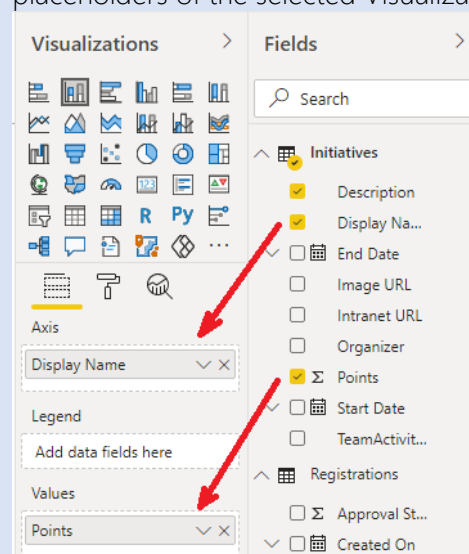 placeholders of the selected Visualiza
Visualizations
Fields
Search
123
R
Py
Initiatives
Description
Display Na...
End Date
Image URL
Intranet URL
Organizer
Σ Points
Start Date
TeamActivit...
Registrations
Σ Approval St...
Created On
Axis
Display Name
Legend
Add data fields here
Values
Points